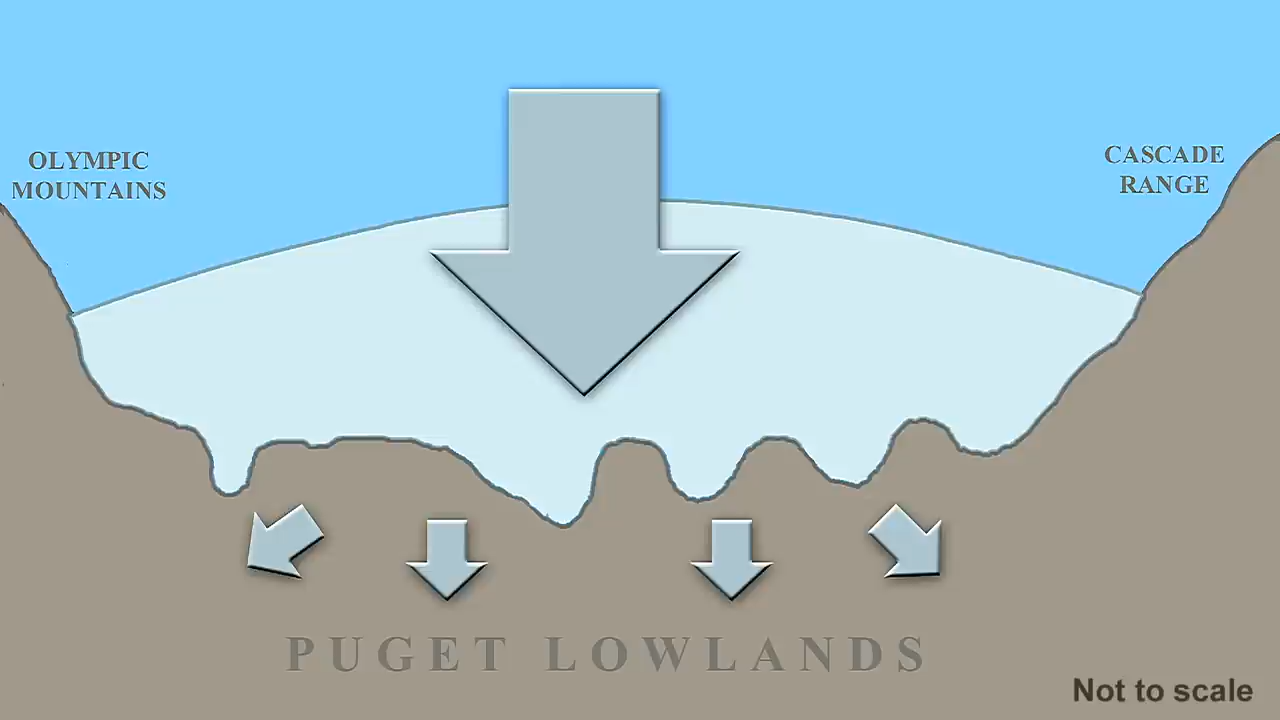 OLYMPIC
MOUNTAINS
CASCADE
RANGE
PUGET LOWLANDS
Not to scale